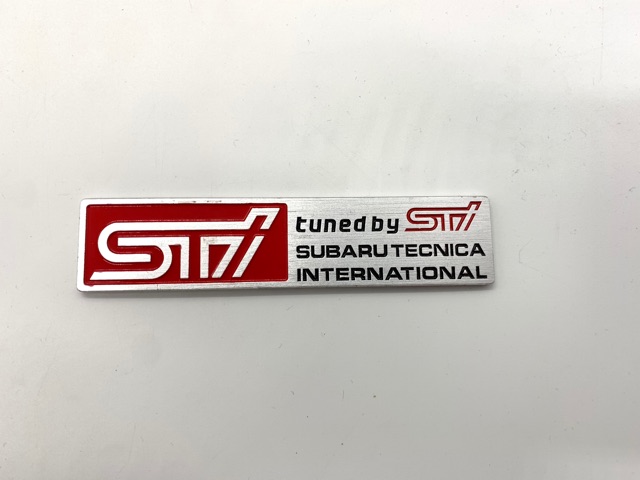 STi
tuned by STi
SUBARU TECNICA
INTERNATIONAL